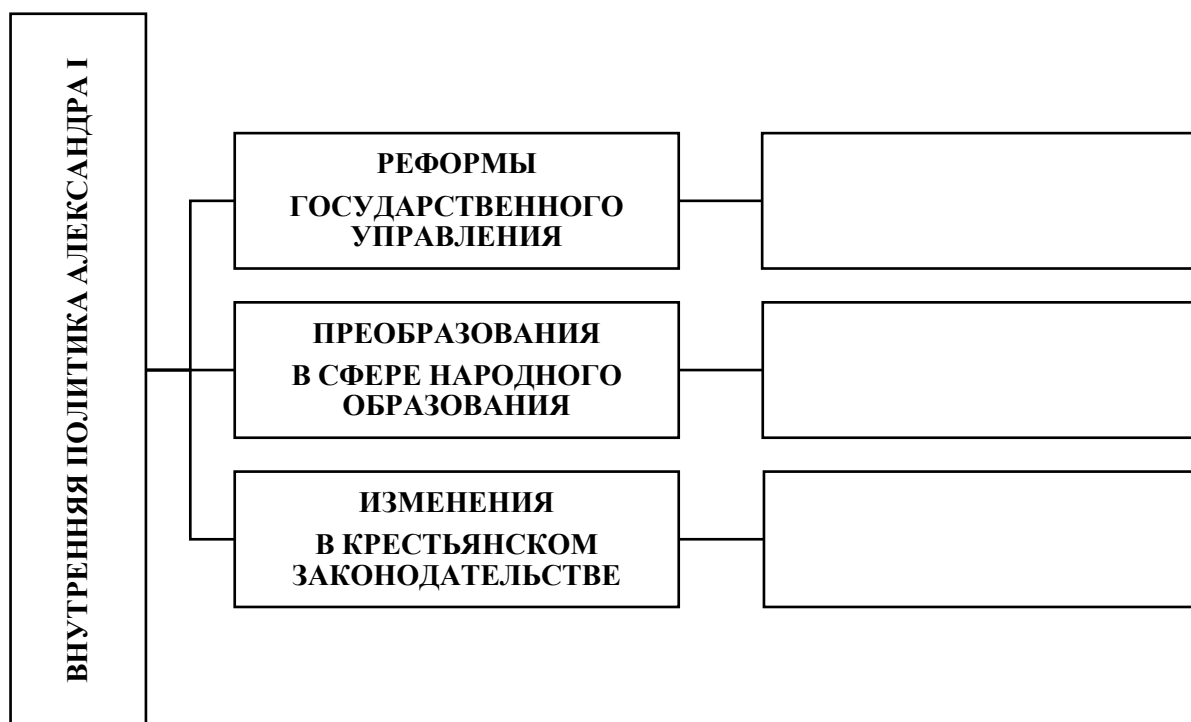 ВНУТРЕННЯЯ ПОЛИТИКА АЛЕКСАНДРА I
РЕФОРМЫ
ГОСУДАРСТВЕННОГО
УПРАВЛЕНИЯ
ПРЕОБРАЗОВАНИЯ
В СФЕРЕ НАРОДНОГО
ОБРАЗОВАНИЯ
ИЗМЕНЕНИЯ
В КРЕСТЬЯНСКОМ
ЗАКОНОДАТЕЛЬСТВЕ